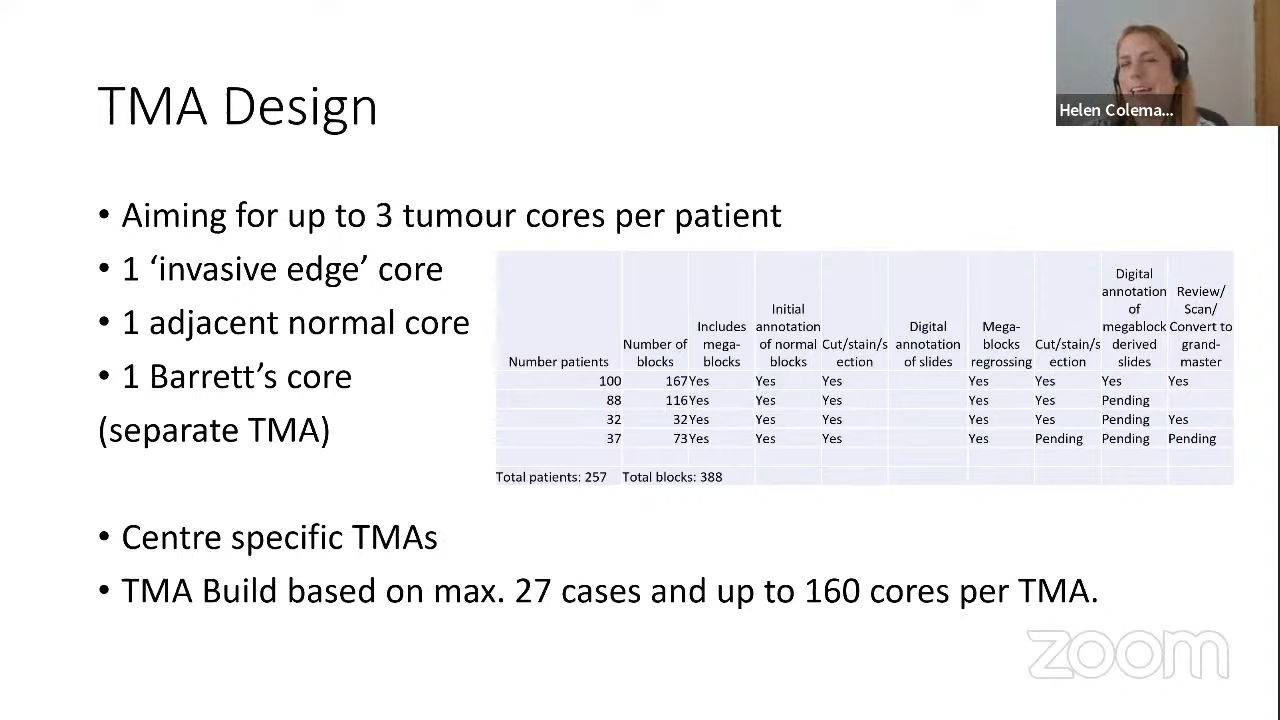 TMA Design
Helen Colema...
• Aiming for up to 3 tumour cores per patient
• 1 ‘invasive edge’ core
• 1 adjacent normal core
• 1 Barrett’s core
(separate TMA)
Number patients
Number of
blocks
Includes
mega-
blocks
Initial
annotation
of normal
blocks
Cut/stain/s
ection
Digital
annotation
of slides
Mega-
blocks
regrossing
Cut/stain/s
ection
Digital
annotation
of
megablock
derived
slides
Review/
Scan/
Convert to
grand-
master
100 167 Yes Yes Yes Yes Yes Yes Yes
88 116 Yes Yes Yes Yes Yes Pending
32 32 Yes Yes Yes Yes Yes Pending Yes
37 73 Yes Yes Yes Yes Pending Pending Pending
Total patients: 257 Total blocks: 388
• Centre specific TMAs
• TMA Build based on max. 27 cases and up to 160 cores per TMA.
zoom